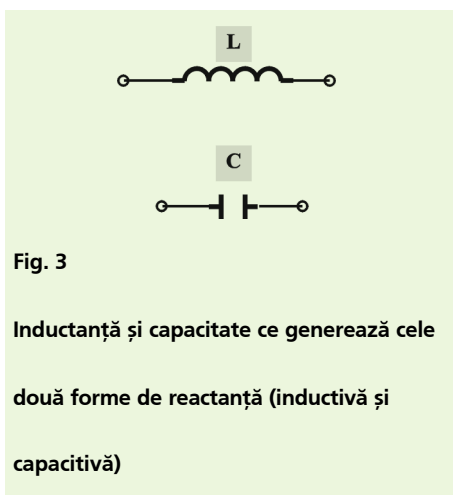 L
C
Fig. 3
Inductanță și capacitate ce generează cele
două forme de reactanță (inductivă și
capacitivă)